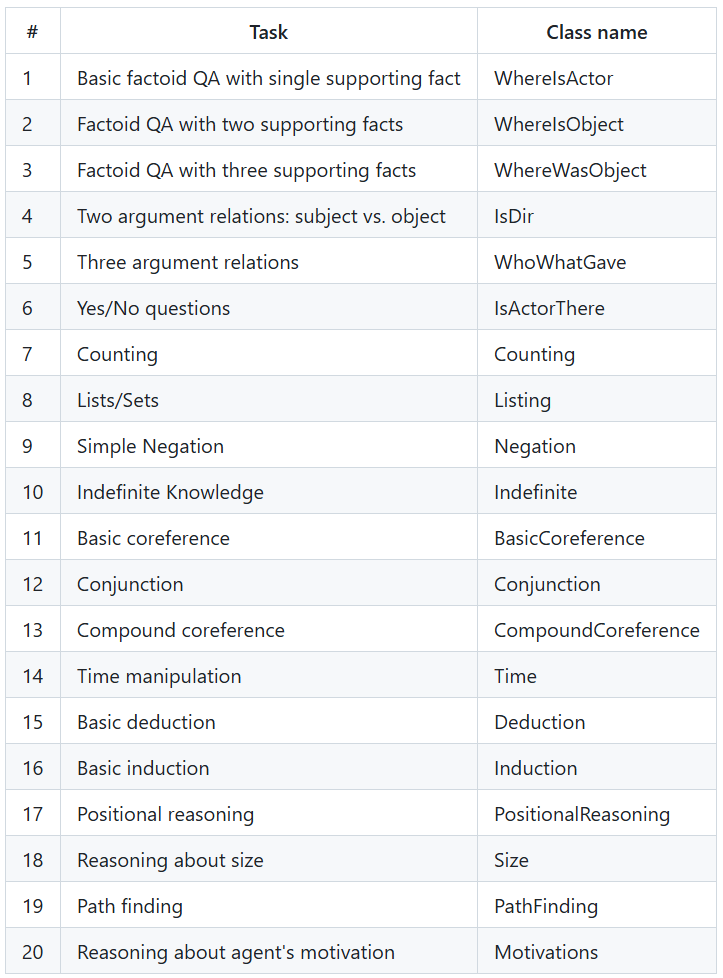 # Task Class name
1 Basic factoid QA with single supporting fact WhereIsActor
2 Factoid QA with two supporting facts WhereIsObject
3 Factoid QA with three supporting facts WhereWasObject
4 Two argument relations: subject vs. object IsDir
5 Three argument relations WhoWhatGave
6 Yes/No questions IsActorThere
7 Counting Counting
8 Lists/Sets Listing
9 Simple Negation Negation
10 Indefinite Knowledge Indefinite
11 Basic coreference BasicCoreference
12 Conjunction Conjunction
13 Compound coreference CompoundCoreference
14 Time manipulation Time
15 Basic deduction Deduction
16 Basic induction Induction
17 Positional reasoning PositionalReasoning
18 Reasoning about size Size
19 Path finding PathFinding
20 Reasoning about agent's motivation Motivations